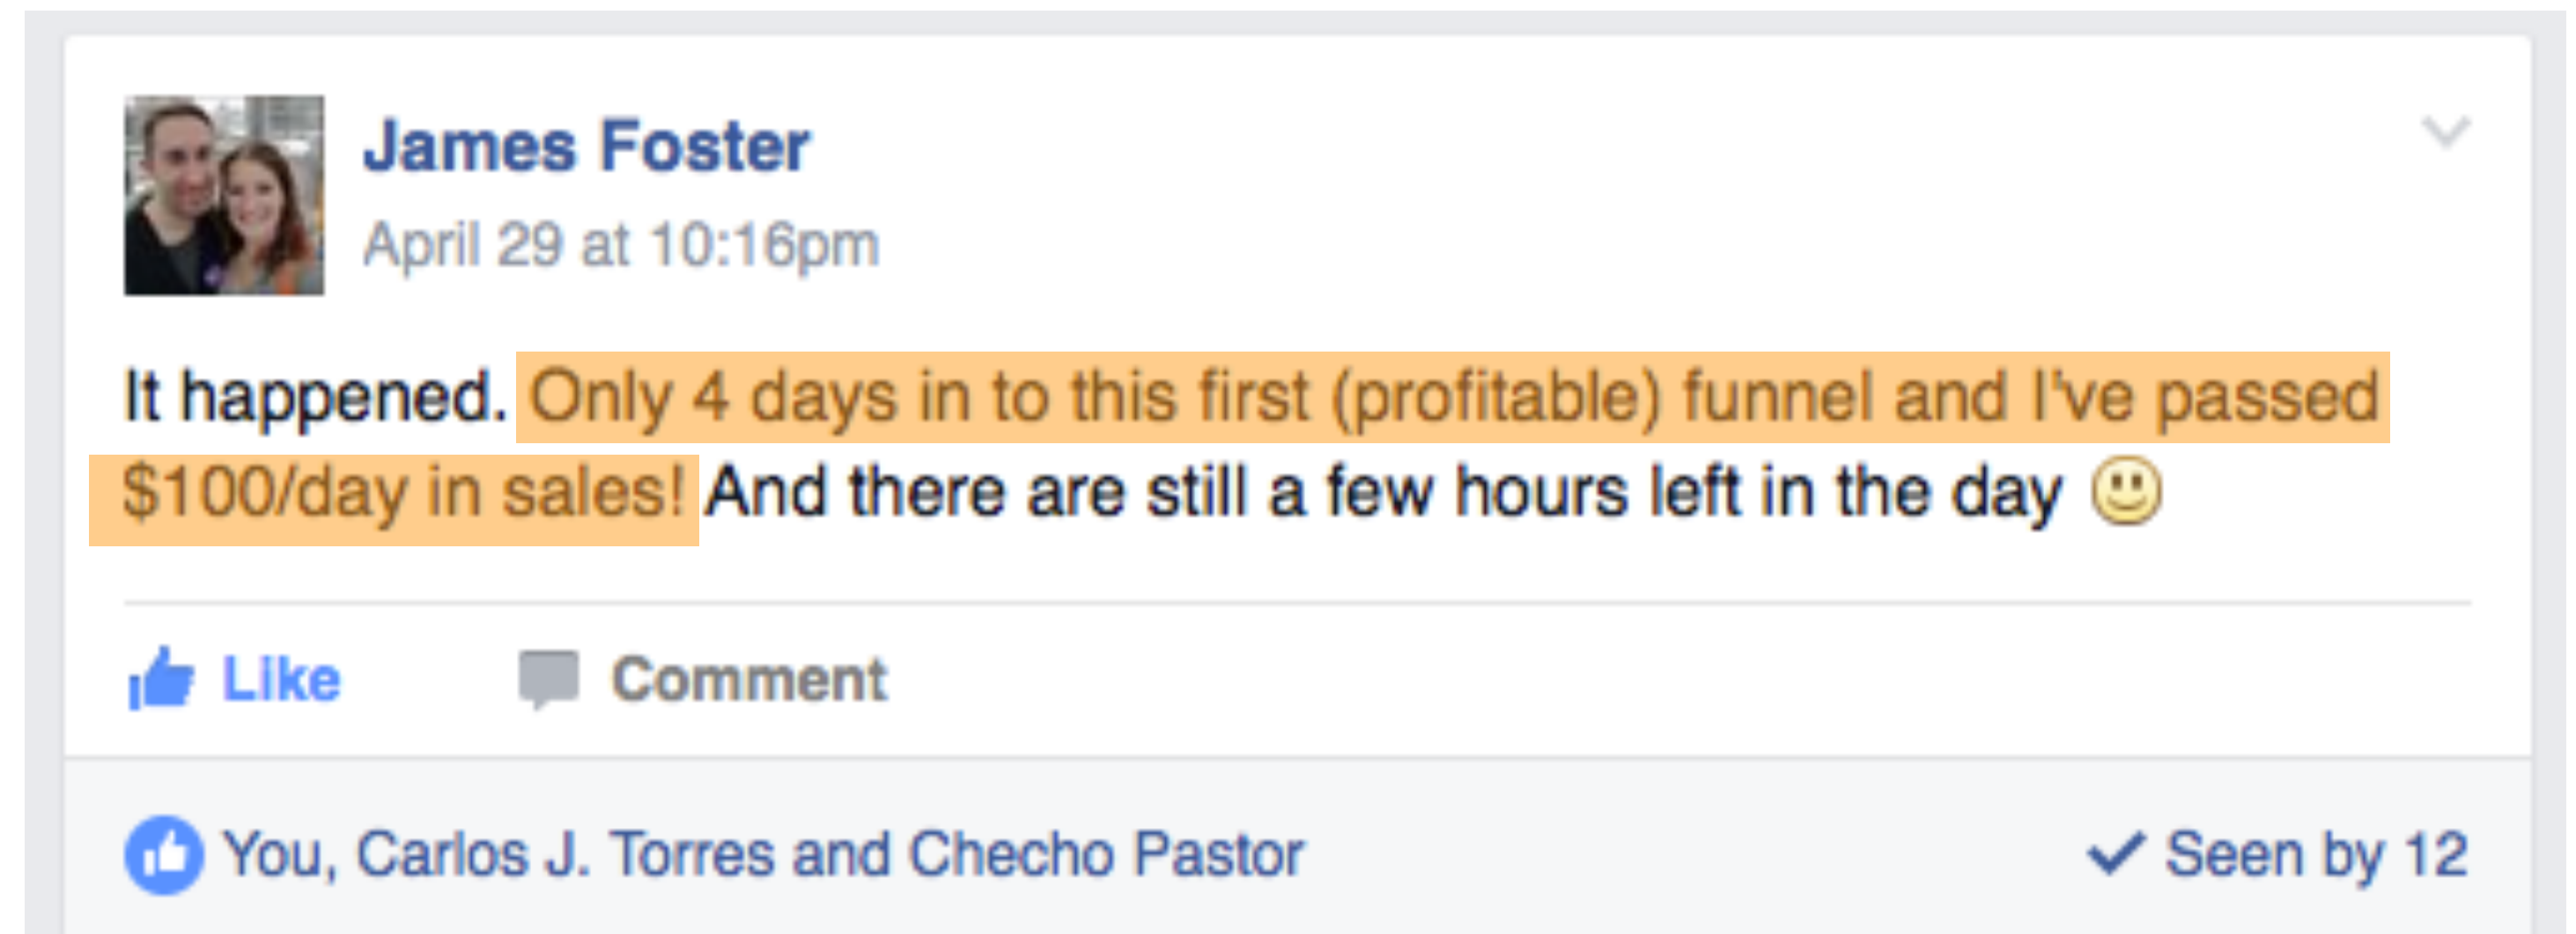 James Foster
April 29 at 10:16pm
It happened. Only 4 days in to this first (profitable) funnel and I've passed
$100/day in sales! And there are still a few hours left in the day
Like Comment
You, Carlos J. Torres and Checho Pastor Seen by 12